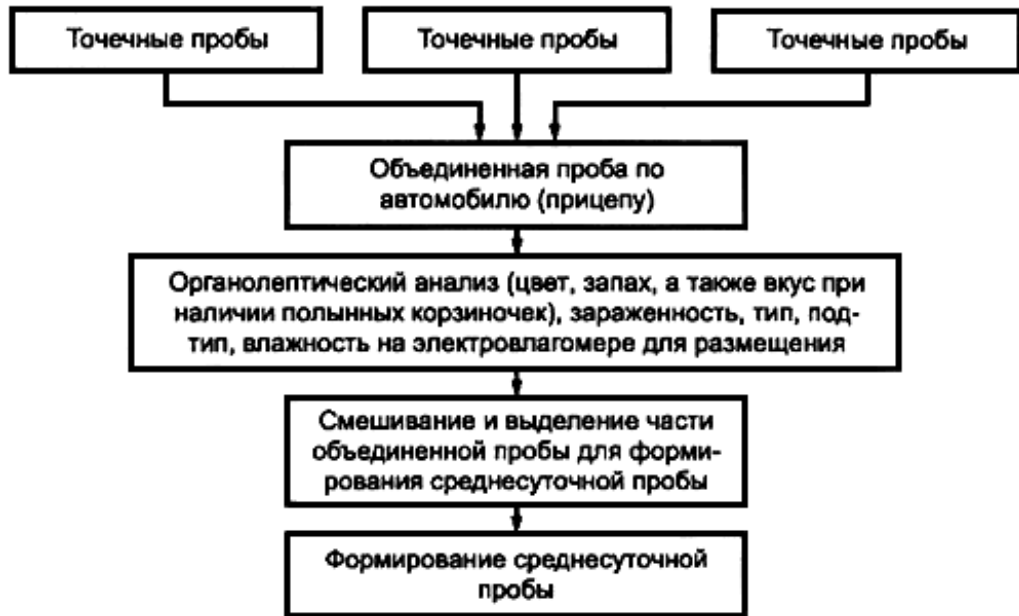 Точечные пробы
Точечные пробы
Точечные пробы
Объединенная проба по
автомобилю (прицепу)
Органолептический анализ (цвет, запах, а также вкус при
наличии полынных корзиночек), зараженность, тип, под-
тип, влажность на электровлагомере для размещения
Смешивание и выделение части
объединенной пробы для форми-
рования среднесуточной пробы
Формирование среднесуточной
пробы